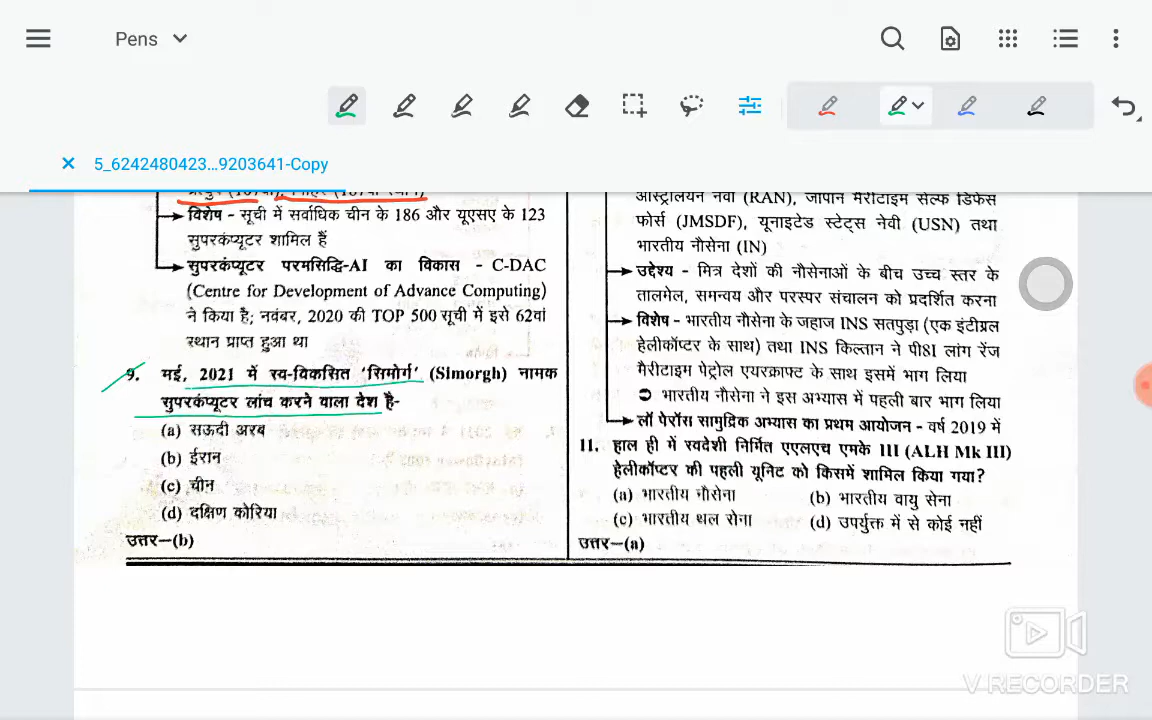 Pens
5_6242480423...9203641-Copy
विशेष - सूची में सर्वाधिक चीन के 186 और यूएसए के 123
सुपरकंप्यूटर शामिल हैं
सुपरकंप्यूटर परमसिद्धि-AI का विकास - C-DAC
(Centre for Development of Advance Computing)
ने किया है; नवंबर, 2020 की TOP 500 सूची में इसे 62वां
स्थान प्राप्त हुआ था
9. मई, 2021 में स्व-विकसित 'सिमोर्ग' (Simorgh) नामक
सुपरकंप्यूटर लांच करने वाला देश है-
(a) सऊदी अरब
(b) ईरान
(c) चीन
(d) दक्षिण कोरिया
उत्तर–(b)
ऑस्ट्रेलियन नेवी (RAN), जापान मैरीटाइम सेल्फ डिफेंस
फोर्स (JMSDF), यूनाइटेड स्टेट्स नेवी (USN) तथा
भारतीय नौसेना (IN)
उद्देश्य - मित्र देशों की नौसेनाओं के बीच उच्च स्तर के
तालमेल, समन्वय और परस्पर संचालन को प्रदर्शित करना
विशेष - भारतीय नौसेना के जहाज INS सतपुड़ा (एक इंटीग्रल
हेलीकॉप्टर के साथ) तथा INS किल्तान ने पी8I लांग रेंज
मैरीटाइम पेट्रोल एयरक्राफ्ट के साथ इसमें भाग लिया
➲ भारतीय नौसेना ने इस अभ्यास में पहली बार भाग लिया
लॉ पेरॉस सामुद्रिक अभ्यास का प्रथम आयोजन - वर्ष 2019 में
11. हाल ही में स्वदेशी निर्मित एएलएच एमके III (ALH Mk III)
हेलीकॉप्टर की पहली यूनिट को किसमें शामिल किया गया?
(a) भारतीय नौसेना (b) भारतीय वायु सेना
(c) भारतीय थल सेना (d) उपर्युक्त में से कोई नहीं
उत्तर–(a)
V RECORDER